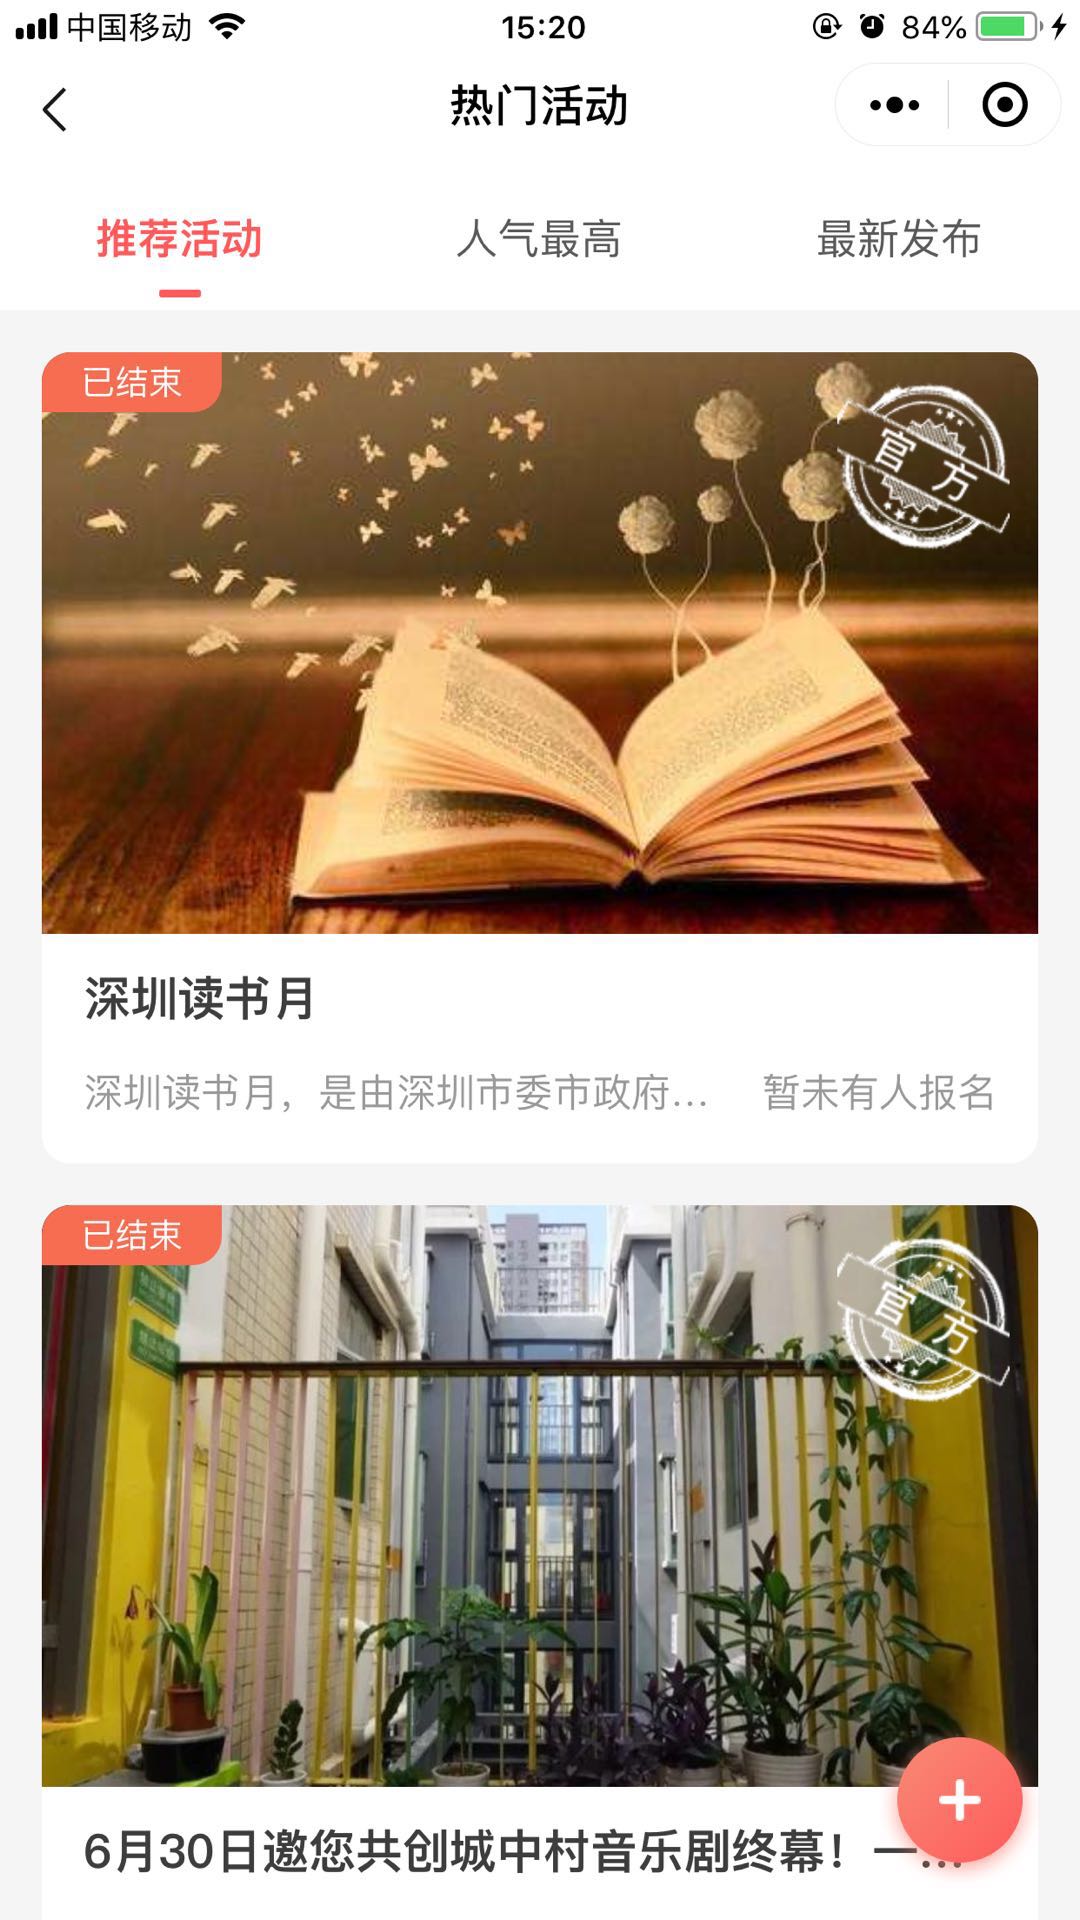 中国移动
15:20
84%
热门活动
推荐活动
人气最高
最新发布
已结束
官方
深圳读书月
深圳读书月，是由深圳市委市政府...
暂未有人报名
已结束
官方
6月30日邀您共创城中村音乐剧终幕！一...